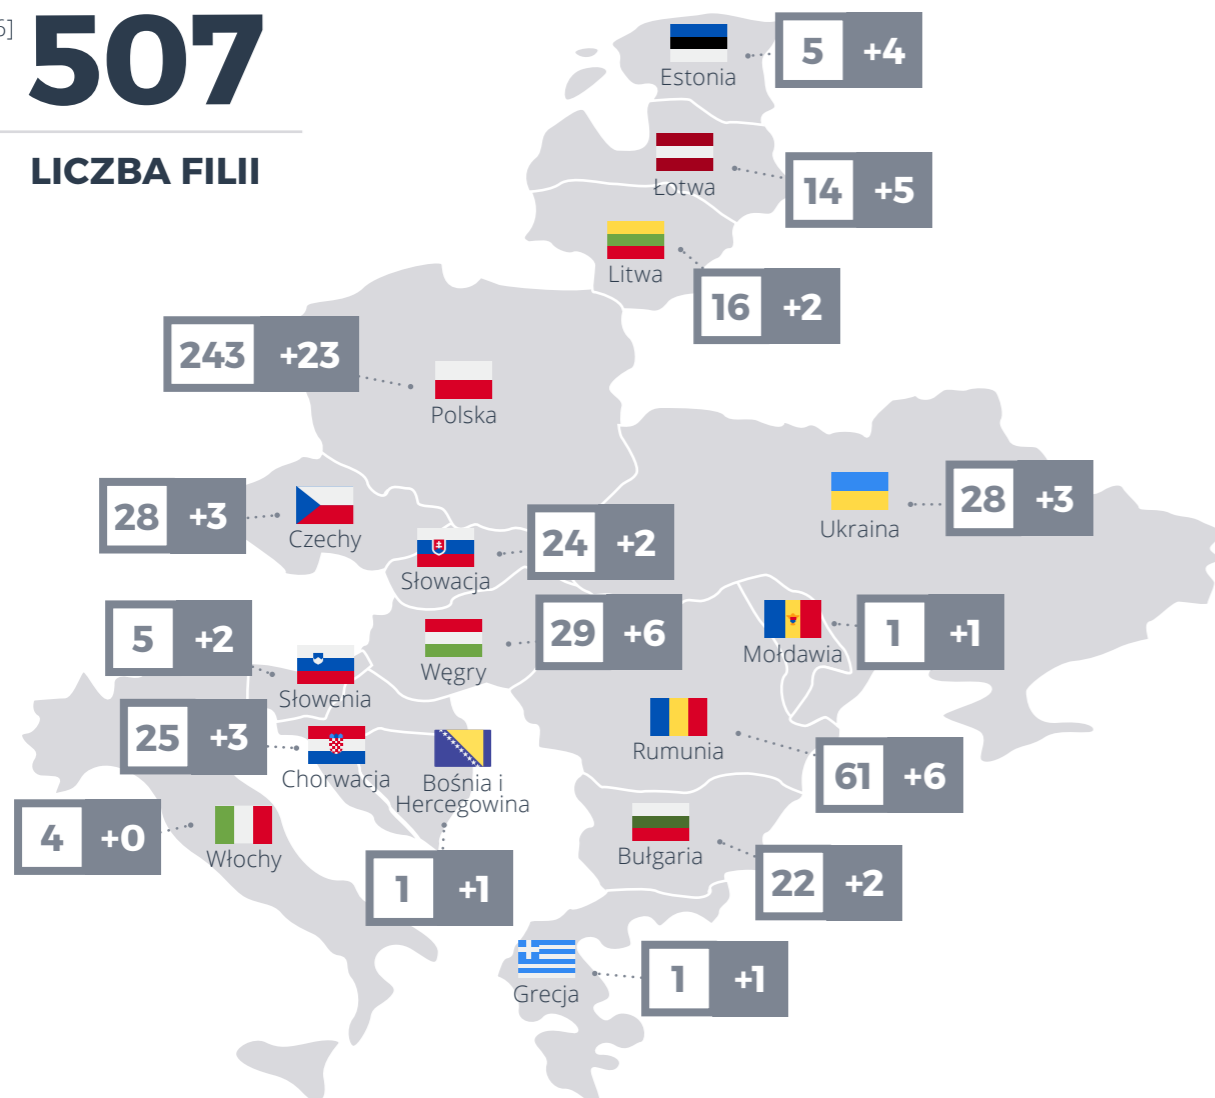 6]
507
LICZBA FILII
Estonia
5 +4
Łotwa
14 +5
Litwa
16 +2
243 +23
Polska
28 +3
Czechy
Ukraina
28 +3
Słowacja
24 +2
5 +2
Słowenia
Węgry
29 +6
Mołdawia
1 +1
25 +3
Chorwacja
Bośnia i
Hercegowina
1 +1
Rumunia
61 +6
4 +0
Włochy
Bułgaria
22 +2
Grecja
1 +1